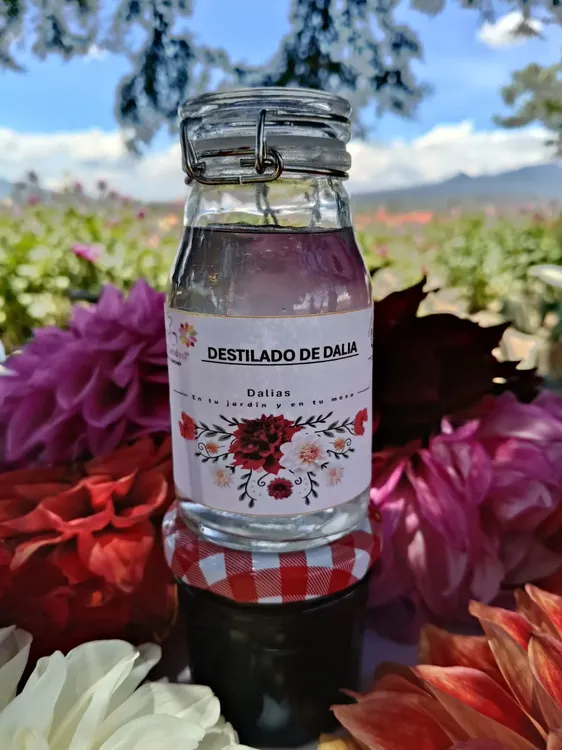 DESTILADO DE DALIA
Dalias
En tu jardín y en tu mesa